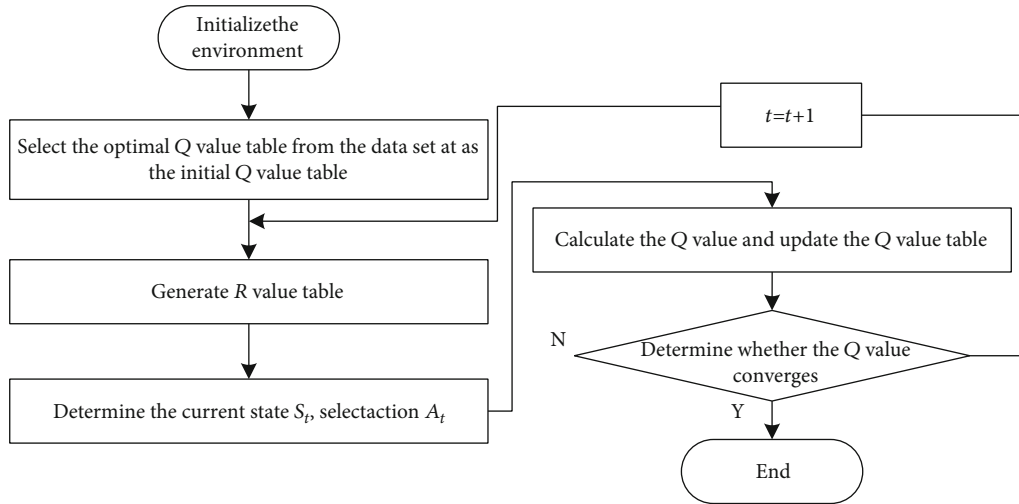 Initializethe
environment
Select the optimal Q value table from the data set at as
the initial Q value table
Generate R value table
Determine the current state Sₜ, selectaction Aₜ
t=t+1
Calculate the Q value and update the Q value table
N
Determine whether the Q value
converges
Y
End